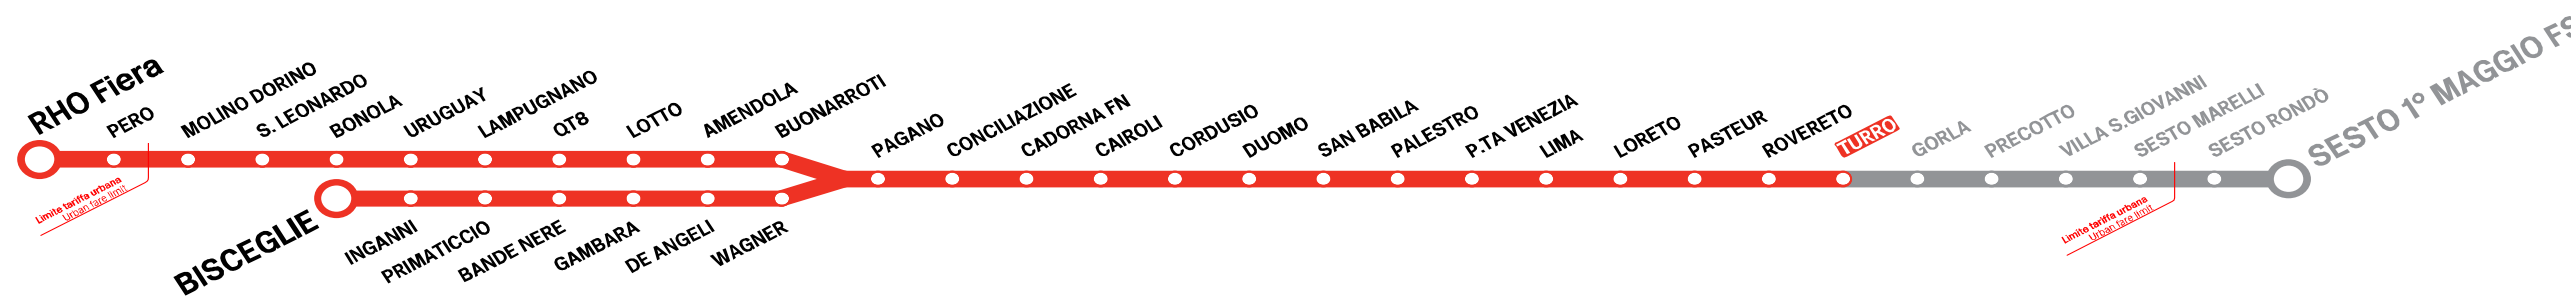 RHO Fiera
PERO
MOLINO DORINO
S. LEONARDO
BONOLA
URUGUAY
LAMPUGNANO
QT8
LOTTO
AMENDOLA
BUONARROTI
Limite tariffa urbana
Urban fare limit
BISCEGLIE
INGANNI
PRIMATICCIO
BANDE NERE
GAMBARA
DE ANGELI
WAGNER
PAGANO
CONCILIAZIONE
CADORNA FN
CAIROLI
CORDUSIO
DUOMO
SAN BABILA
PALESTRO
P.TA VENEZIA
LIMA
LORETO
PASTEUR
ROVERETO
TURRO
GORLA
PRECOTTO
VILLA S.GIOVANNI
SESTO MARELLI
SESTO RONDÒ
SESTO 1° MAGGIO FS
Limite tariffa urbana
Urban fare limit